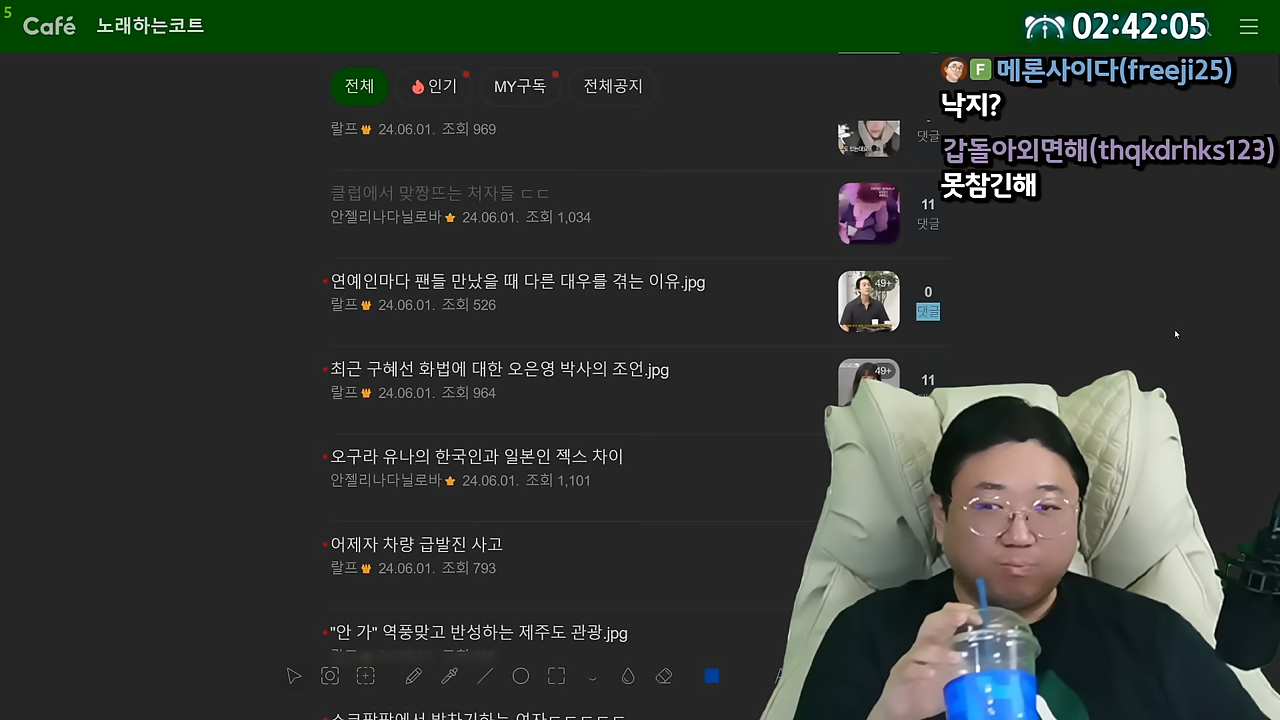 5
Café 노래하는코트
02:42:05
전체 인기 MY구독 전체공지
메론사이다(freeji25)
낙지?
갑돌아외면해(thqkdrhks123)
못참긴해
랄프 24.06.01. 조회 969
댓글
클럽에서 맞짱뜨는 처자들 ㄷㄷ
안젤리나다닐로바 24.06.01. 조회 1,034
11
댓글
연예인마다 팬들 만났을 때 다른 대우를 겪는 이유.jpg
랄프 24.06.01. 조회 526
49+
0
댓글
최근 구혜선 화법에 대한 오은영 박사의 조언.jpg
랄프 24.06.01. 조회 964
49+
11
오구라 유나의 한국인과 일본인 젝스 차이
안젤리나다닐로바 24.06.01. 조회 1,101
어제자 차량 급발진 사고
랄프 24.06.01. 조회 793
"안 가" 역풍맞고 반성하는 제주도 관광.jpg